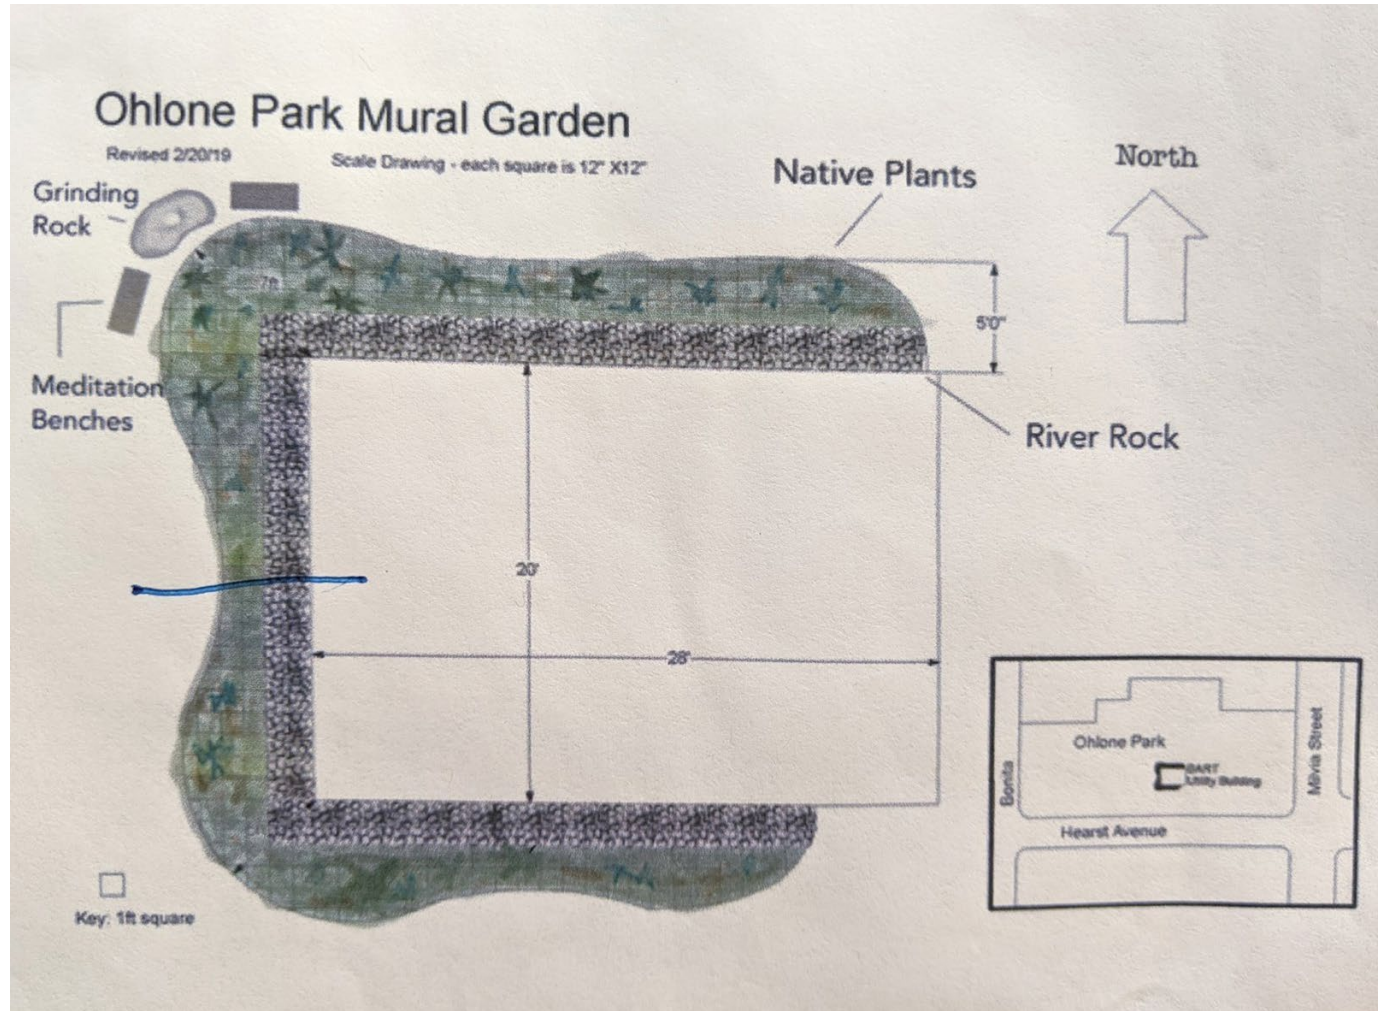 Ohlone Park Mural Garden
Revised 2/20/19
Scale Drawing - each square is 12" X12"
Native Plants
North
Grinding
Rock
7ft
5'0"
Meditation
Benches
River Rock
20'
28'
Ohlone Park
BART
Utility Building
Bonita
Milvia Street
Hearst Avenue
Key: 1ft square